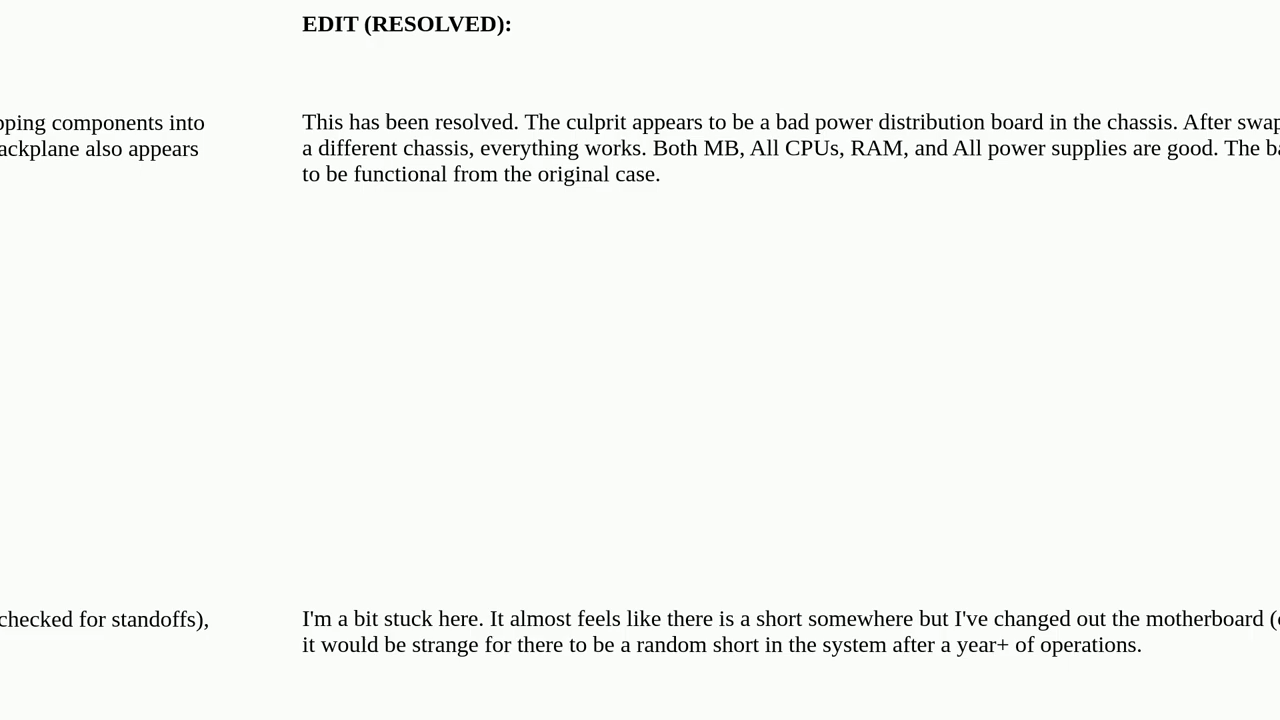 EDIT (RESOLVED):
components into
This has been resolved. The culprit appears to be a bad power distribution board in the chassis. After
also appears
a different chassis, everything works. Both MB, All CPUs, RAM, and All power supplies are good. The
to be functional from the original case.
checked for standoffs),
I'm a bit stuck here. It almost feels like there is a short somewhere but I've changed out the motherboard (
it would be strange for there to be a random short in the system after a year+ of operations.